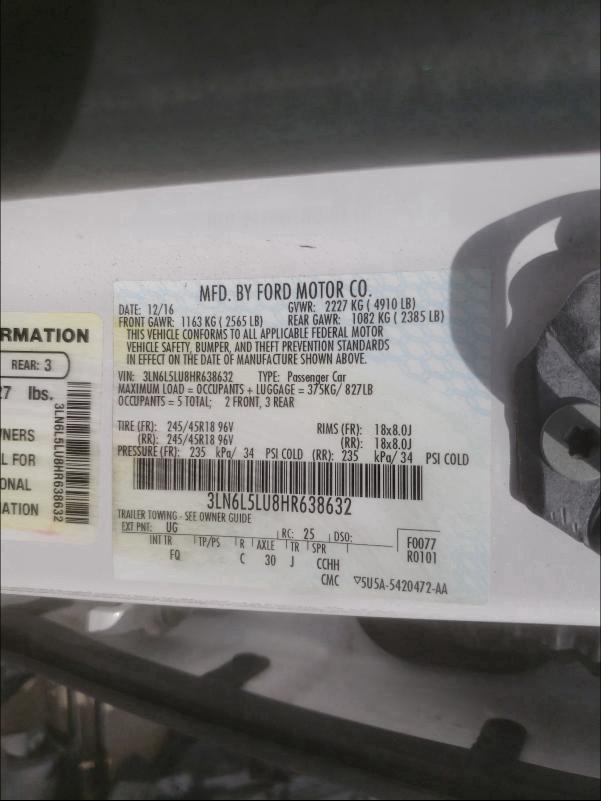 MFD. BY FORD MOTOR CO.
DATE: 12/16 GVWR: 2227 KG ( 4910 LB)
FRONT GAWR: 1163 KG ( 2565 LB) REAR GAWR: 1082 KG ( 2385 LB)
THIS VEHICLE CONFORMS TO ALL APPLICABLE FEDERAL MOTOR
VEHICLE SAFETY, BUMPER, AND THEFT PREVENTION STANDARDS
IN EFFECT ON THE DATE OF MANUFACTURE SHOWN ABOVE.
VIN: 3LN6L5LU8HR638632 TYPE: Passenger Car
MAXIMUM LOAD = OCCUPANTS + LUGGAGE = 375KG/ 827LB
OCCUPANTS = 5 TOTAL; 2 FRONT, 3 REAR
TIRE (FR): 245/45R18 96V RIMS (FR): 18x8.0J
(RR): 245/45R18 96V (RR): 18x8.0J
PRESSURE (FR): 235 kPa/ 34 PSI COLD (RR): 235 kPa/ 34 PSI COLD
3LN6L5LU8HR638632
TRAILER TOWING - SEE OWNER GUIDE
EXT PNT: UG RC: 25 DSO: F0077
INT TR TP/PS R AXLE TR SPR R0101
FQ C 30 J CCHH
CMC ▽5U5A-5420472-AA
RMATION
REAR: 3
27 lbs.
NERS
L FOR
ONAL
ATION
3LN6L5LU8HR638632